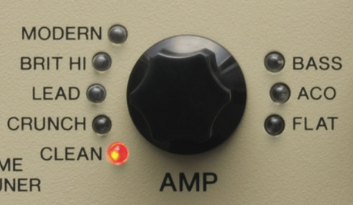 MODERN
BRIT HI
LEAD
CRUNCH
CLEAN
BASS
ACO
FLAT
AMP